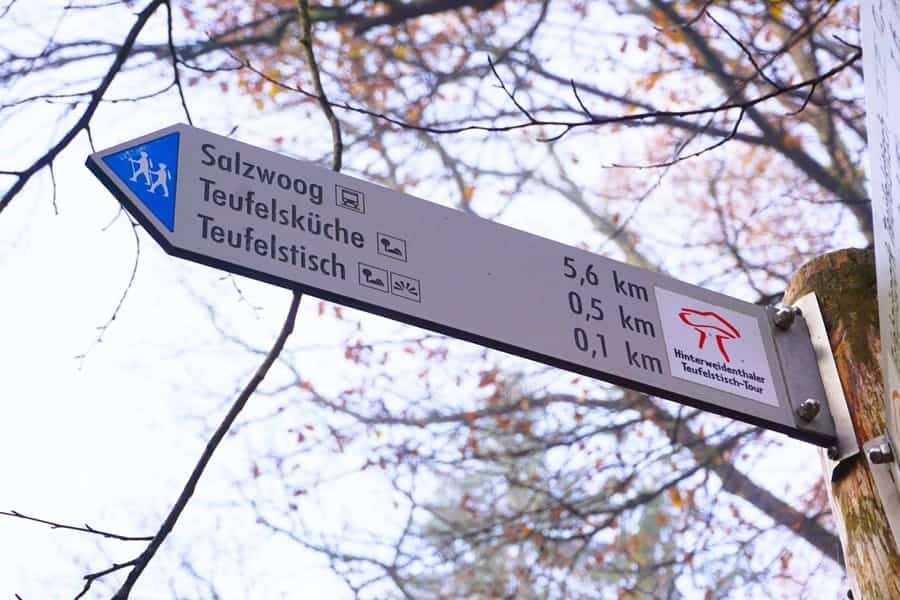 Salzwoog 5,6 km
Teufelsküche 0,5 km
Teufelstisch 0,1 km
Hinterweidenthaler
Teufelstisch-Tour